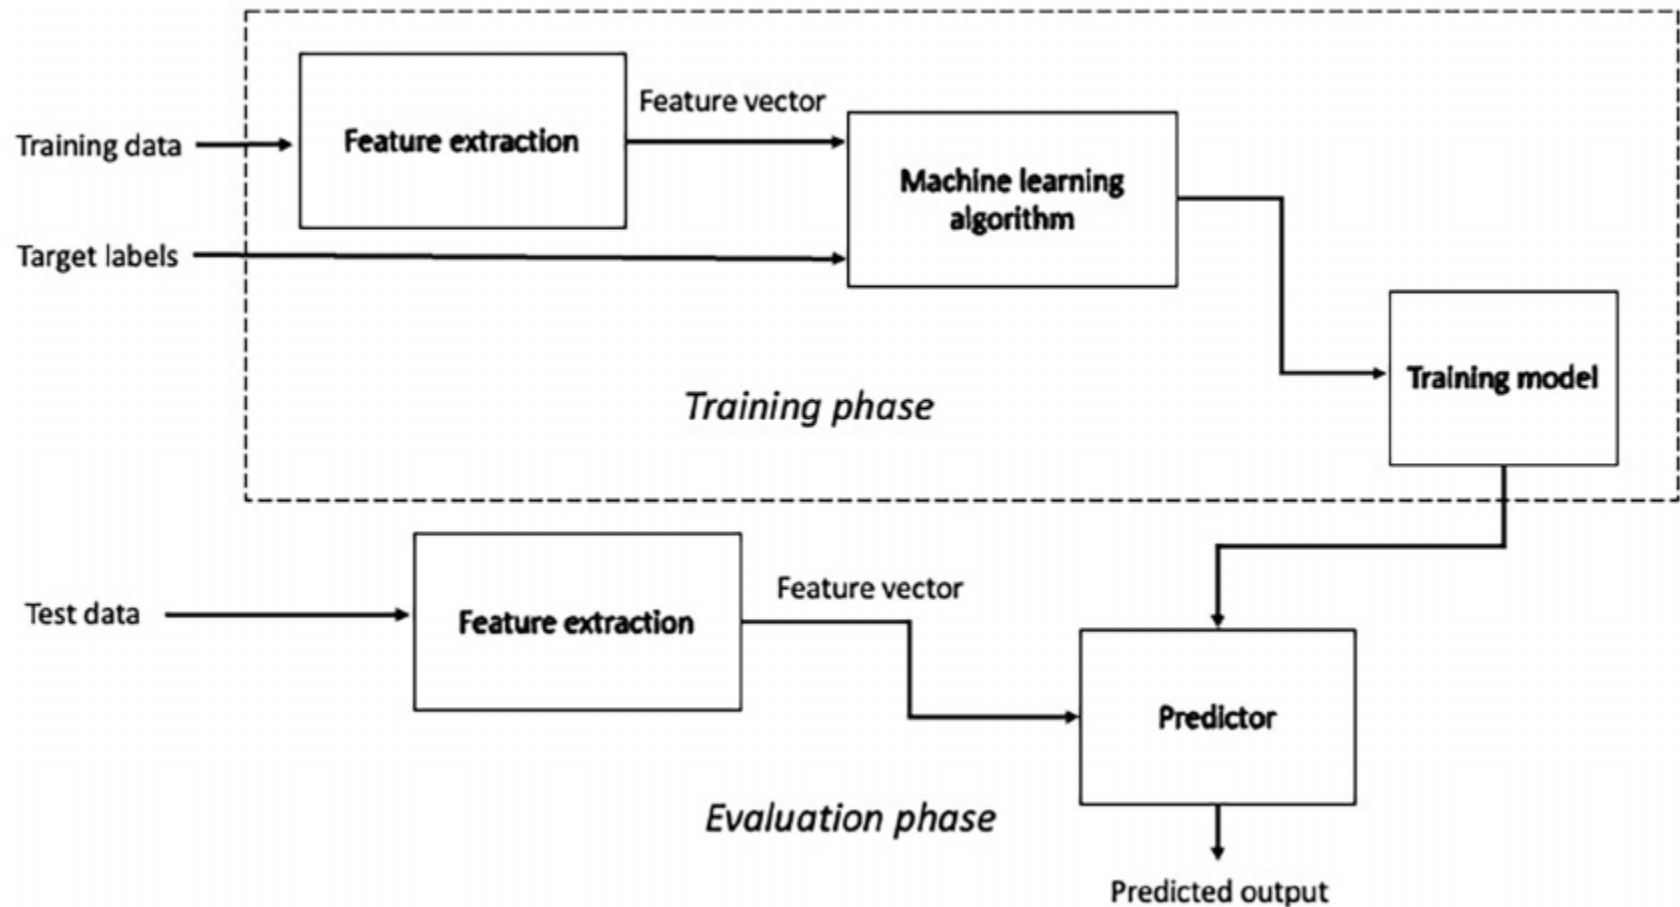 Feature vector
Training data
Feature extraction
Machine learning
algorithm
Target labels
Training model
Training phase
Test data
Feature extraction
Feature vector
Predictor
Evaluation phase
Predicted output